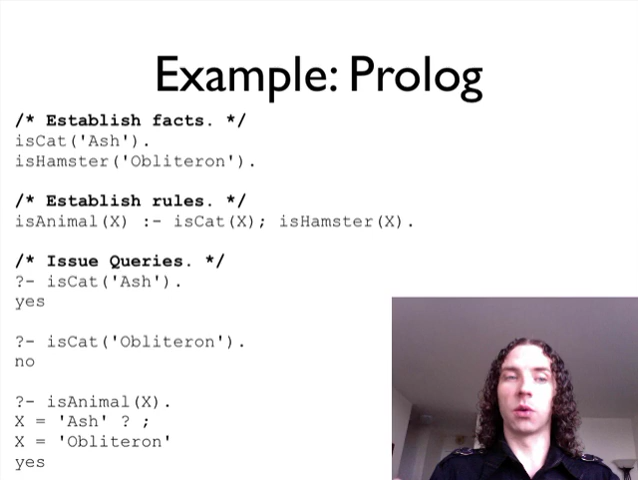 Example: Prolog
/* Establish facts. */
isCat('Ash').
isHamster('Obliteron').
/* Establish rules. */
isAnimal(X) :- isCat(X); isHamster(X).
/* Issue Queries. */
?- isCat('Ash').
yes
?- isCat('Obliteron').
no
?- isAnimal(X).
X = 'Ash' ? ;
X = 'Obliteron'
yes